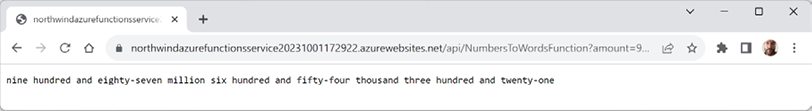 northwindazurefunctionsservice2
northwindazurefunctionsservice20231001172922.azurewebsites.net/api/NumbersToWordsFunction?amount=9...
nine hundred and eighty-seven million six hundred and fifty-four thousand three hundred and twenty-one